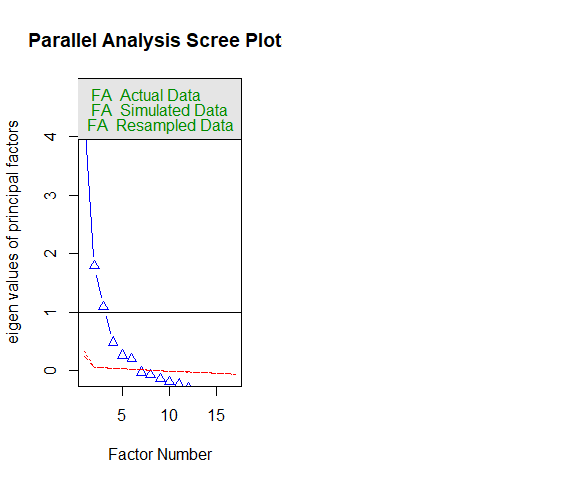 Parallel Analysis Scree Plot
FA Actual Data
FA Simulated Data
FA Resampled Data
eigen values of principal factors
4
3
2
1
0
5 10 15
Factor Number